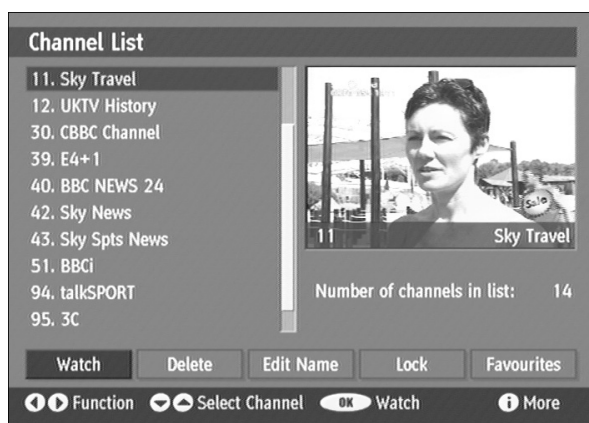 Channel List
11. Sky Travel
12. UKTV History
30. CBBC Channel
39. E4+1
40. BBC NEWS 24
42. Sky News
43. Sky Spts News
51. BBCi
94. talkSPORT
95. 3C
Solo
11 Sky Travel
Number of channels in list: 14
Watch Delete Edit Name Lock Favourites
Function Select Channel OK Watch i More